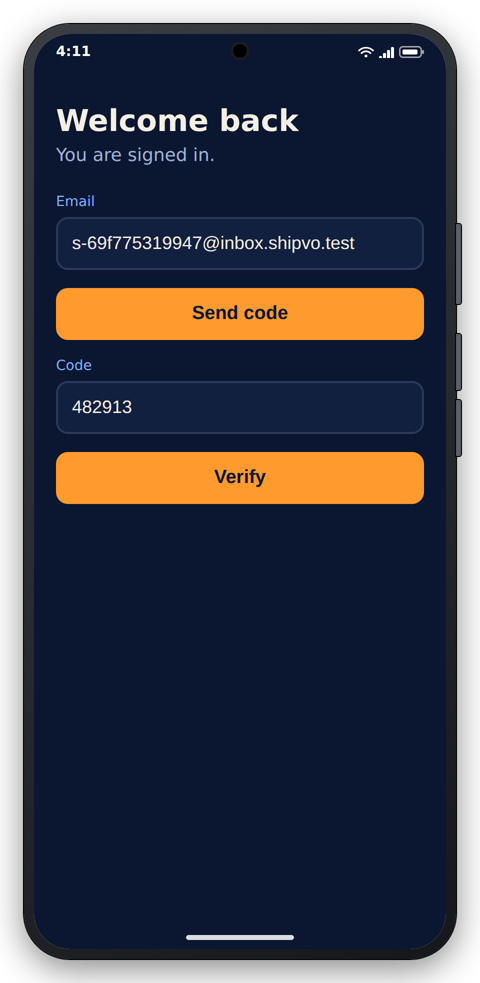 4:11
Welcome back
You are signed in.
Email
s-69f775319947@inbox.shipvo.test
Send code
Code
482913
Verify